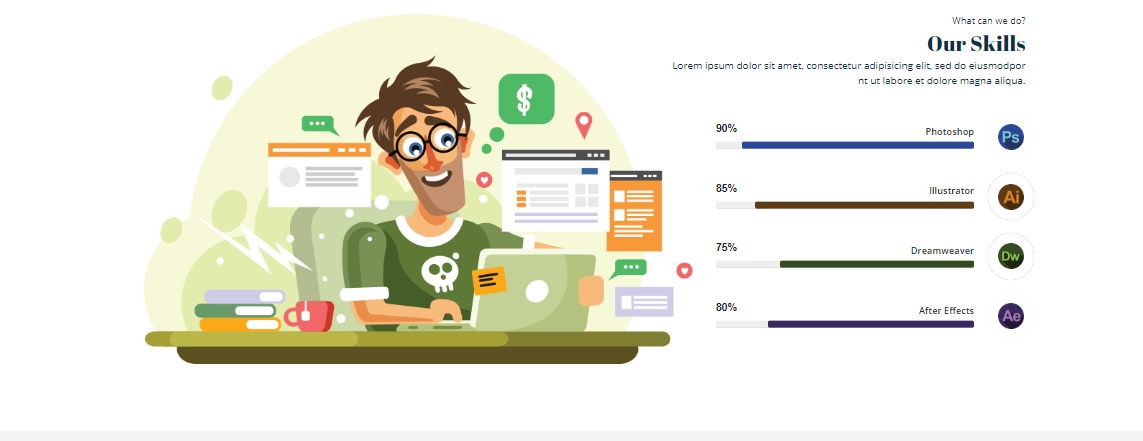 What can we do?
Our Skills
Lorem ipsum dolor sit amet, consectetur adipisicing elit, sed do eiusmodpor
nt ut labore et dolore magna aliqua.
90%
Photoshop
Ps
85%
Illustrator
Ai
75%
Dreamweaver
Dw
80%
After Effects
Ae
$